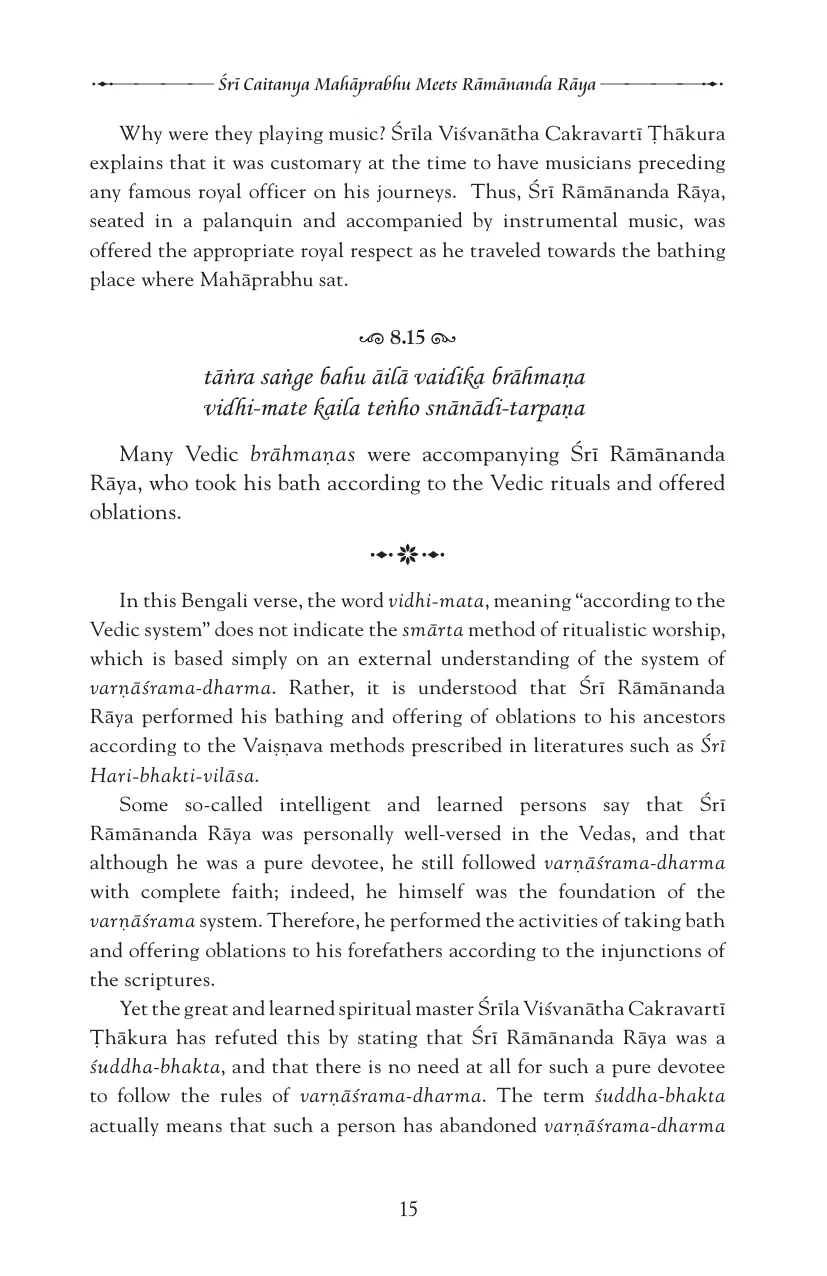 Śrī Caitanya Mahāprabhu Meets Rāmānanda Rāya
Why were they playing music? Śrīla Viśvanātha Cakravartī Ṭhākura
explains that it was customary at the time to have musicians preceding
any famous royal officer on his journeys. Thus, Śrī Rāmānanda Rāya,
seated in a palanquin and accompanied by instrumental music, was
offered the appropriate royal respect as he traveled towards the bathing
place where Mahāprabhu sat.
8.15
tāṅra saṅge bahu āilā vaidika brāhmaṇa
vidhi-mate kaila teṅho snānādi-tarpaṇa
Many Vedic brāhmaṇas were accompanying Śrī Rāmānanda
Rāya, who took his bath according to the Vedic rituals and offered
oblations.
In this Bengali verse, the word vidhi-mata, meaning “according to the
Vedic system” does not indicate the smārta method of ritualistic worship,
which is based simply on an external understanding of the system of
varṇāśrama-dharma. Rather, it is understood that Śrī Rāmānanda
Rāya performed his bathing and offering of oblations to his ancestors
according to the Vaiṣṇava methods prescribed in literatures such as Śrī
Hari-bhakti-vilāsa.
Some so-called intelligent and learned persons say that Śrī
Rāmānanda Rāya was personally well-versed in the Vedas, and that
although he was a pure devotee, he still followed varṇāśrama-dharma
with complete faith; indeed, he himself was the foundation of the
varṇāśrama system. Therefore, he performed the activities of taking bath
and offering oblations to his forefathers according to the injunctions of
the scriptures.
Yet the great and learned spiritual master Śrīla Viśvanātha Cakravartī
Ṭhākura has refuted this by stating that Śrī Rāmānanda Rāya was a
śuddha-bhakta, and that there is no need at all for such a pure devotee
to follow the rules of varṇāśrama-dharma. The term śuddha-bhakta
actually means that such a person has abandoned varṇāśrama-dharma
15